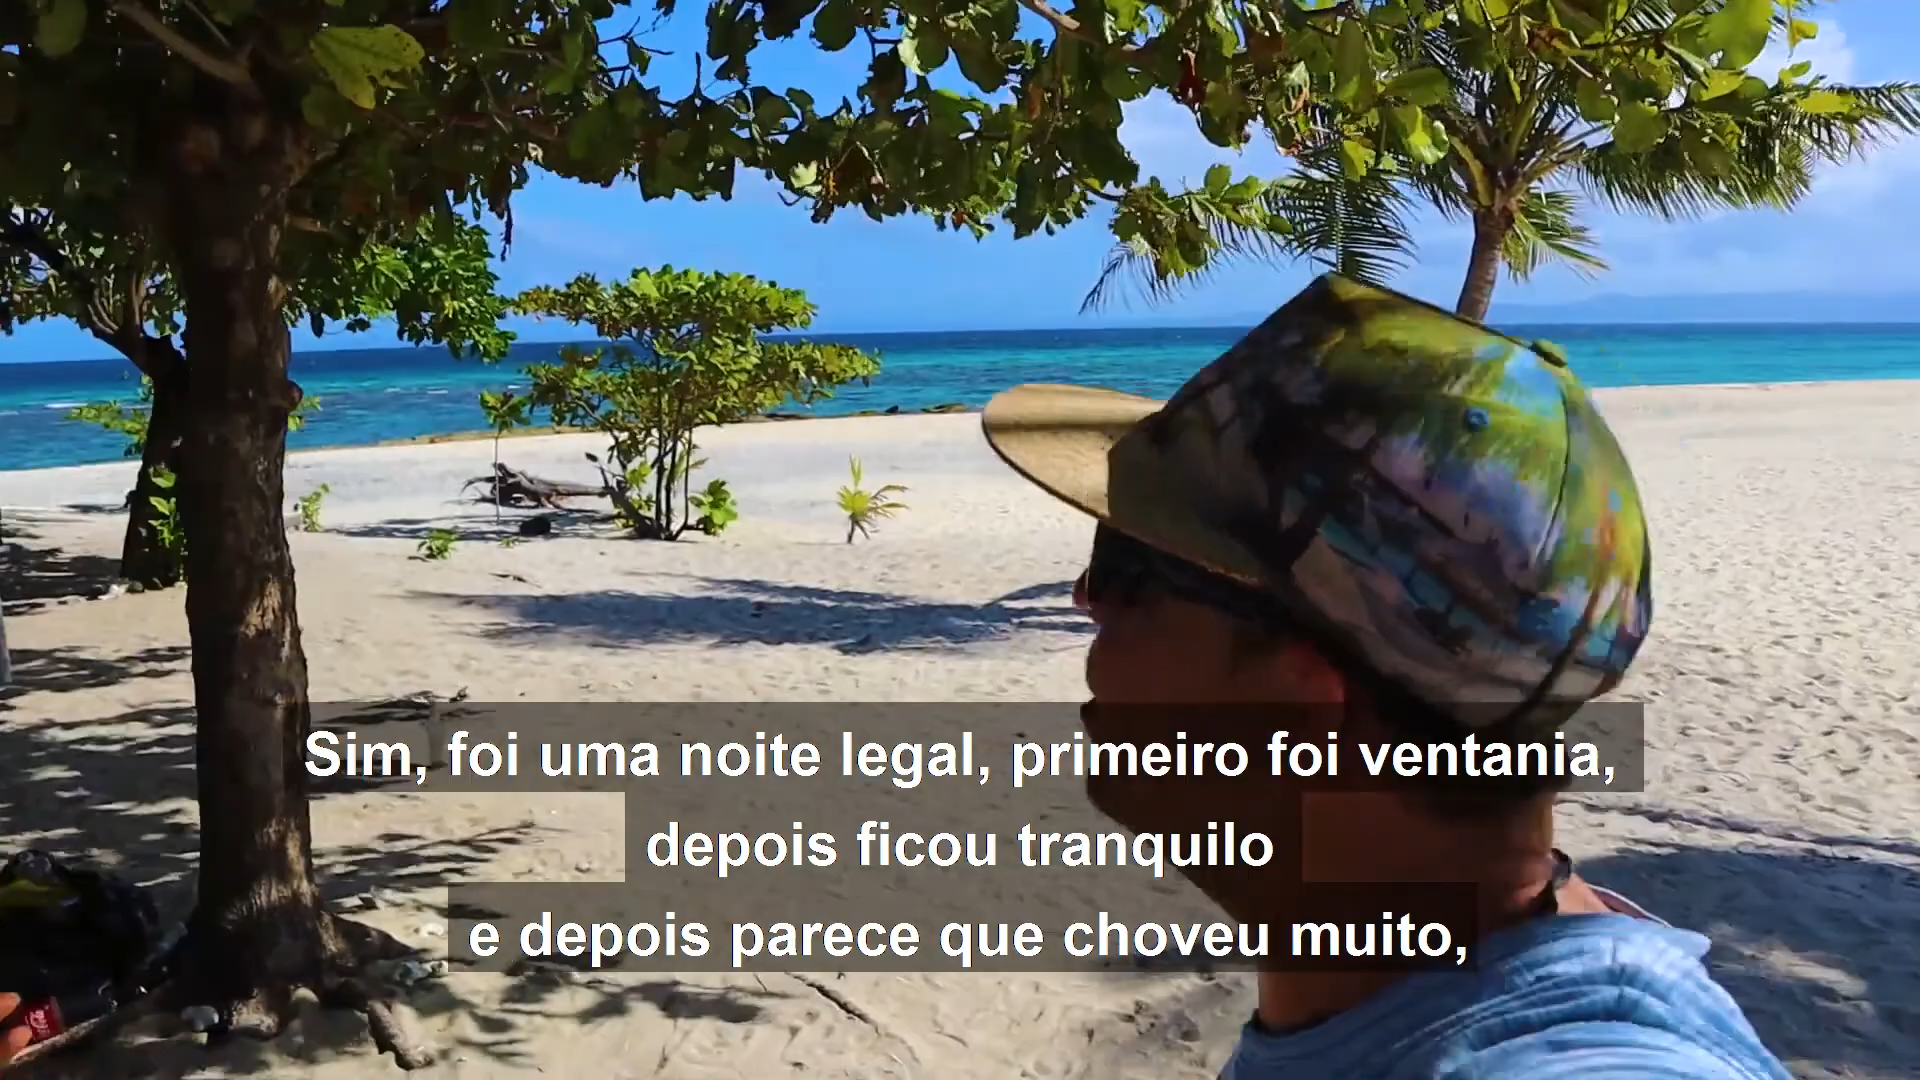 Sim, foi uma noite legal, primeiro foi ventania,
depois ficou tranquilo
e depois parece que choveu muito,